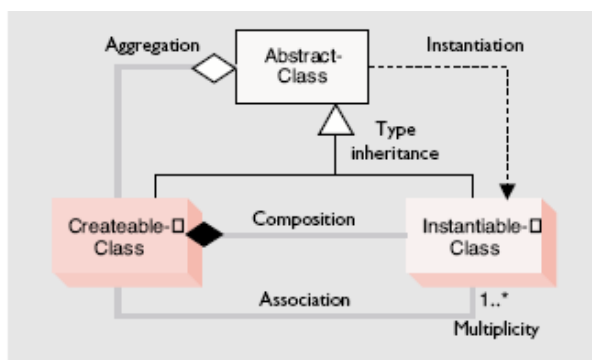 Aggregation
Abstract-
Class
Instantiation
Type
inheritance
Createable-□
Class
Composition
Instantiable-□
Class
Association
1..*
Multiplicity